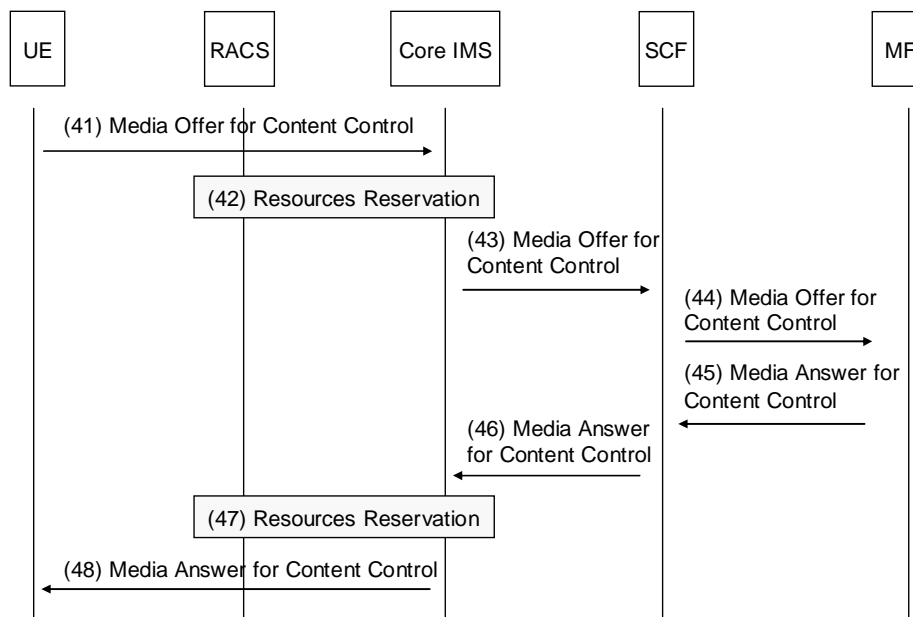 UE
RACS
Core IMS
SCF
MF
(41) Media Offer for Content Control
(42) Resources Reservation
(43) Media Offer for
Content Control
(44) Media Offer for
Content Control
(45) Media Answer for
Content Control
(46) Media Answer
for Content Control
(47) Resources Reservation
(48) Media Answer for Content Control